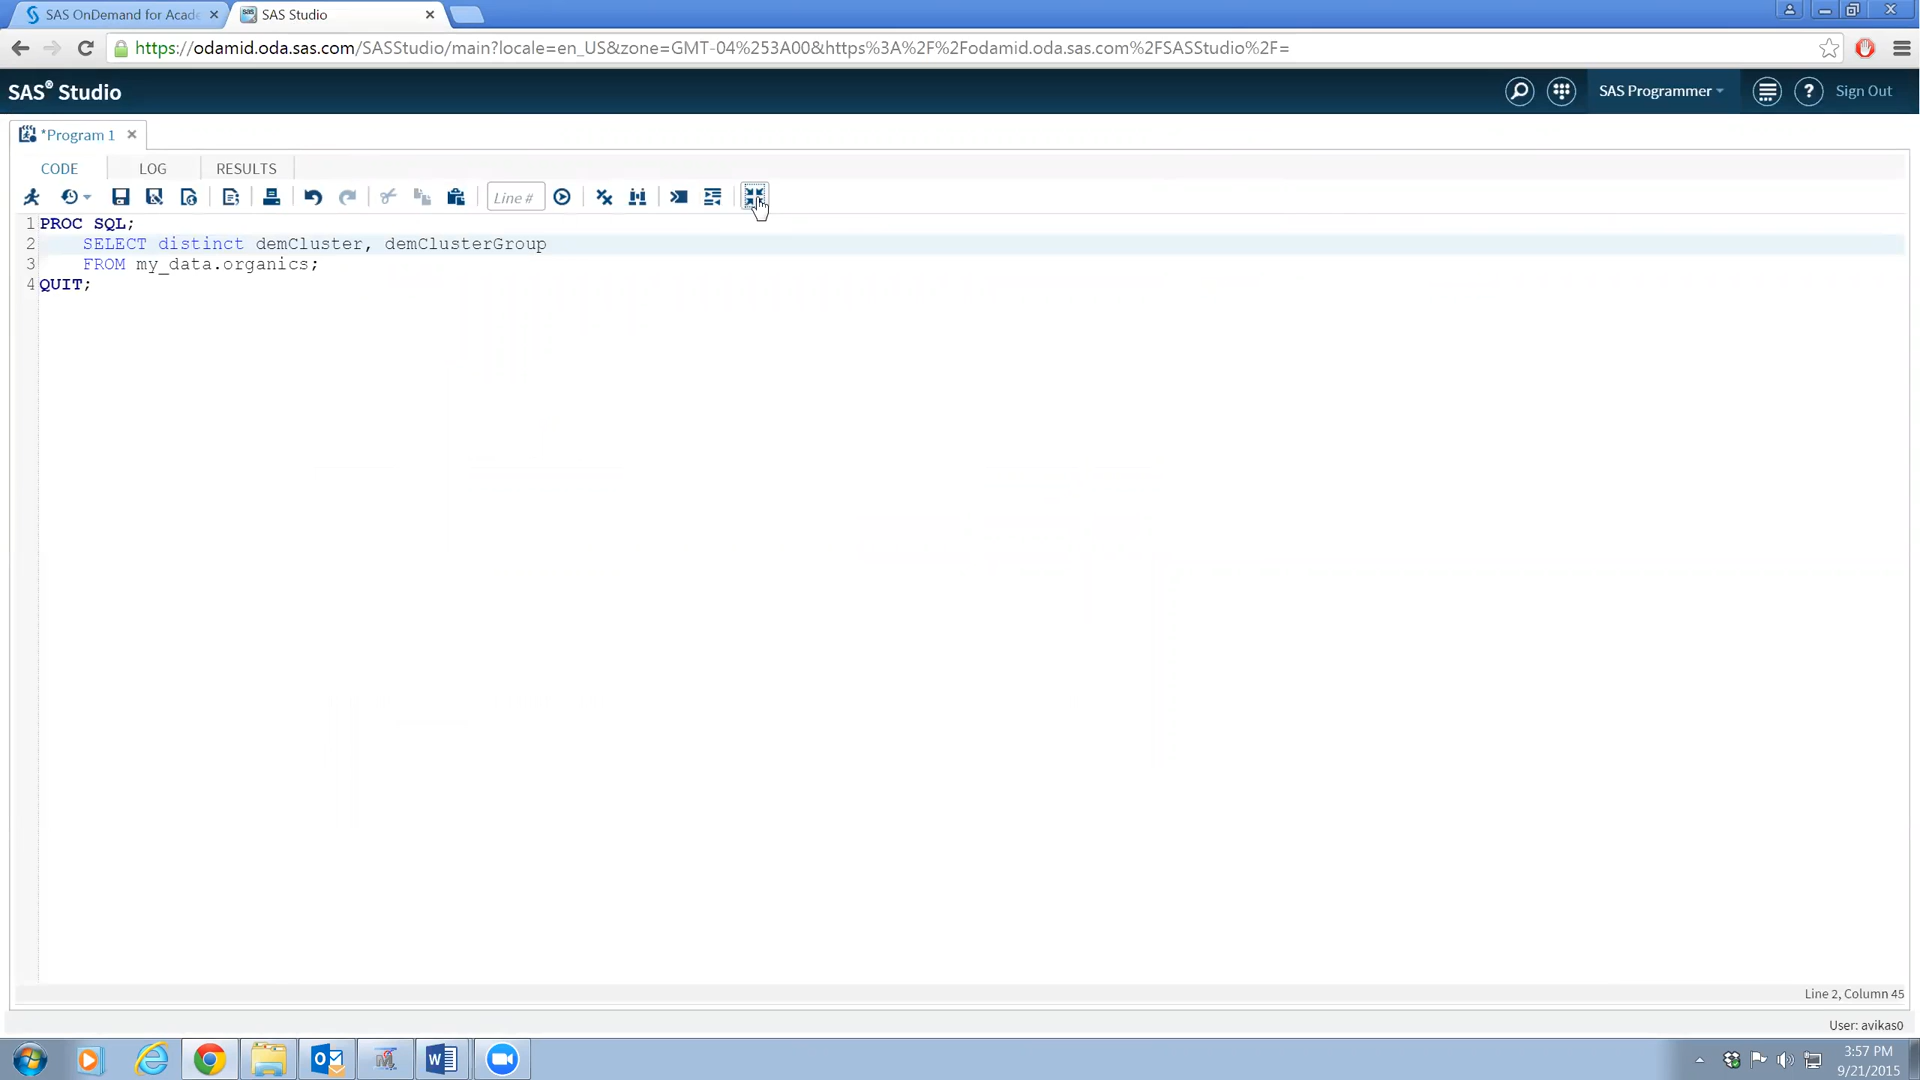 SAS OnDemand for Acade
SAS Studio
https://odamid.oda.sas.com/SASStudio/main?locale=en_US&zone=GMT-04%253A00&https%3A%2F%2Fodamid.oda.sas.com%2FSASStudio%2F=
SAS® Studio
SAS Programmer
Sign Out
*Program 1
CODE LOG RESULTS
Line #
1 PROC SQL;
2 SELECT distinct demCluster, demClusterGroup
3 FROM my_data.organics;
4 QUIT;
Line 2, Column 45
User: avikas0
3:57 PM
9/21/2015